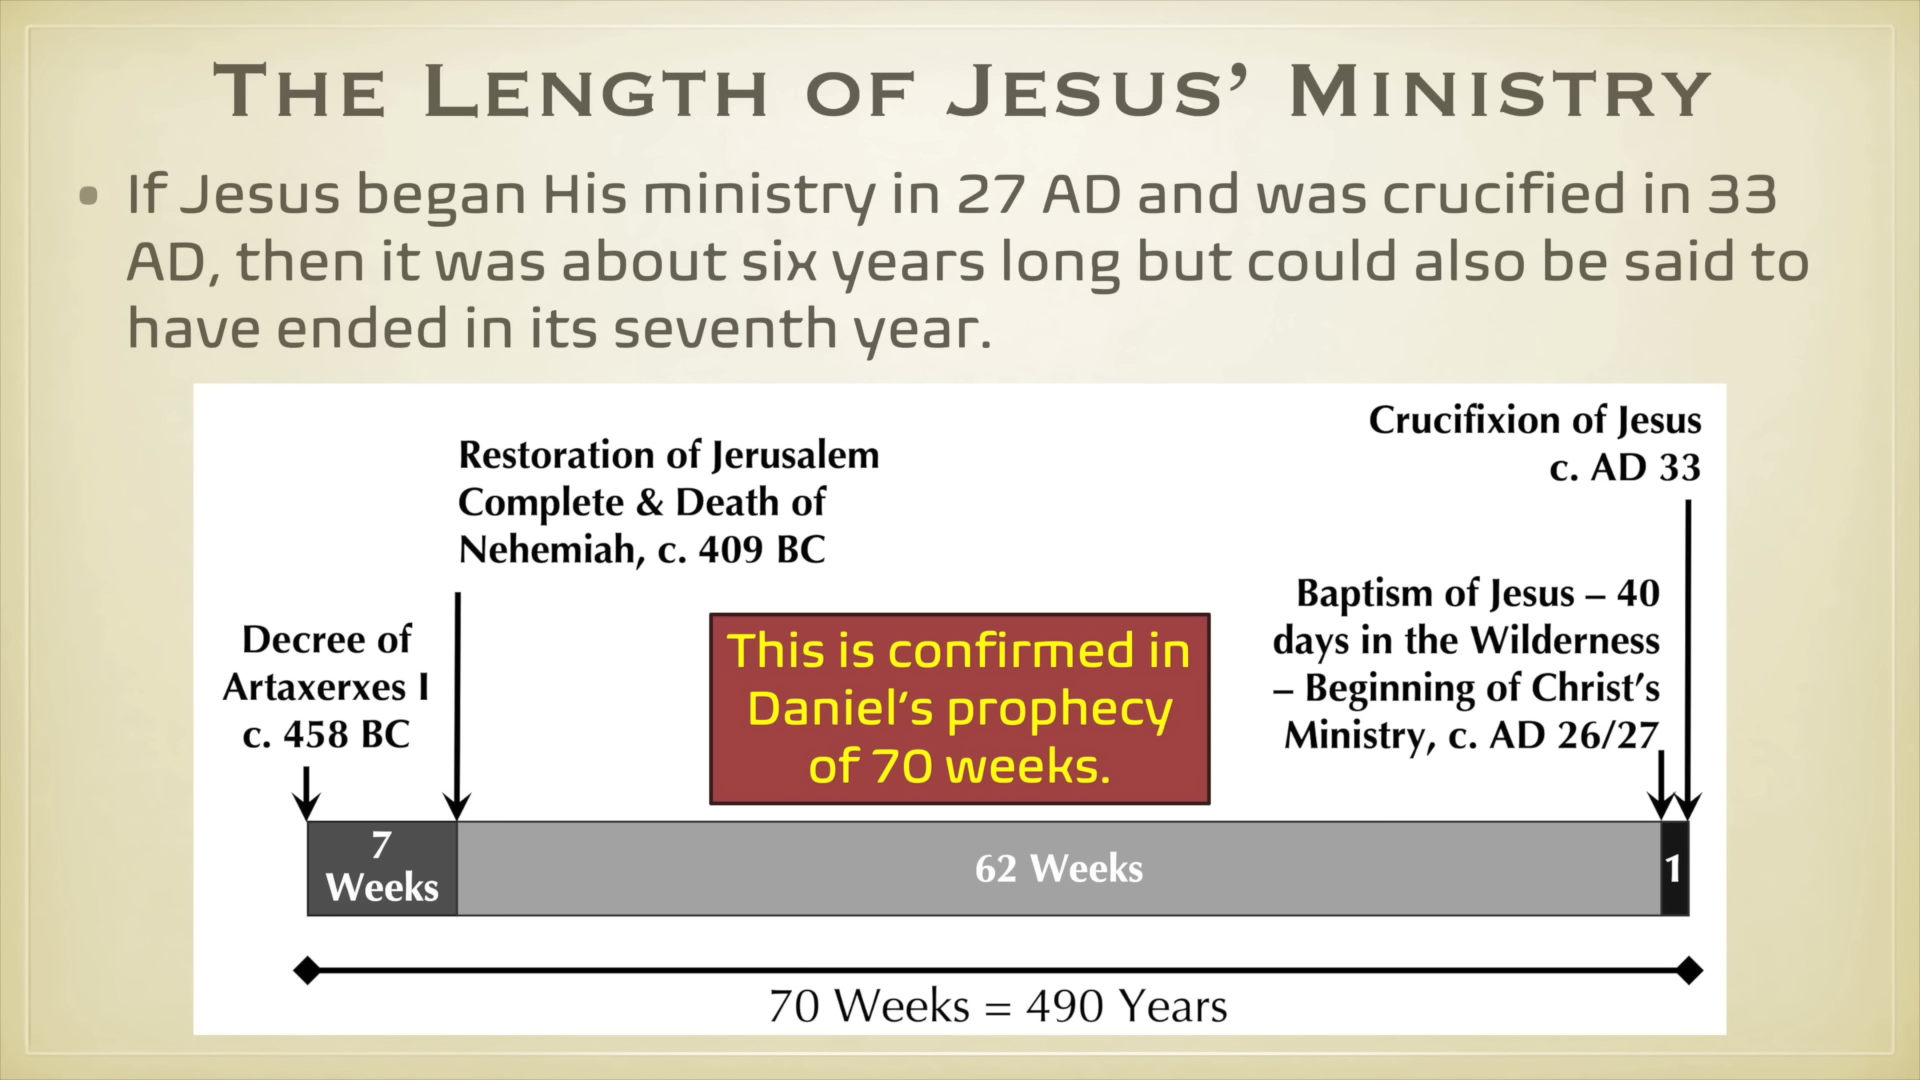 THE LENGTH OF JESUS’ MINISTRY
• If Jesus began His ministry in 27 AD and was crucified in 33
AD, then it was about six years long but could also be said to
have ended in its seventh year.
Crucifixion of Jesus
c. AD 33
Restoration of Jerusalem
Complete & Death of
Nehemiah, c. 409 BC
Baptism of Jesus – 40
days in the Wilderness
– Beginning of Christ’s
Ministry, c. AD 26/27
Decree of
Artaxerxes I
c. 458 BC
This is confirmed in
Daniel’s prophecy
of 70 weeks.
7
Weeks
62 Weeks
1
70 Weeks = 490 Years